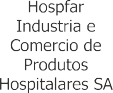 Hospfar
Industria e
Comercio de
Produtos
Hospitalares SA